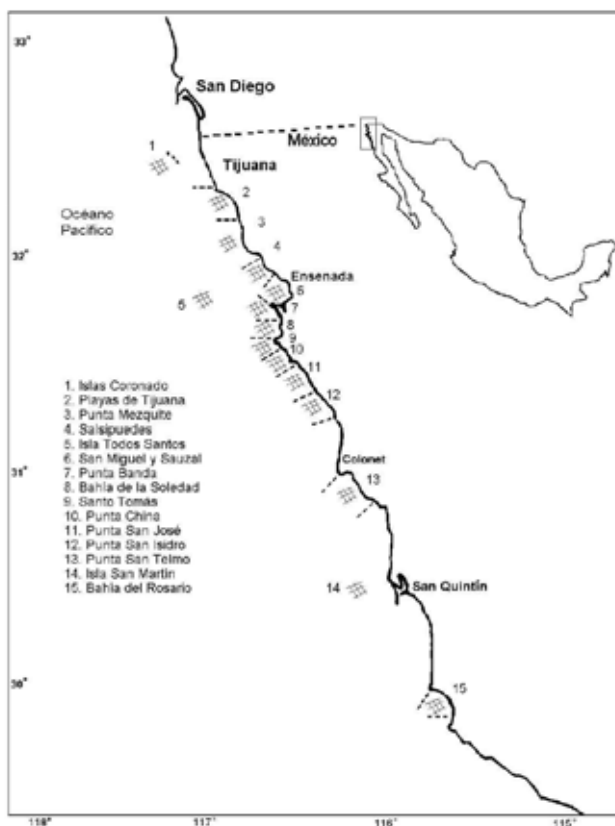 33°
San Diego
México
1
Tijuana
2
Océano
Pacífico
3
4
32°
Ensenada
5
6
7
8
9
10
11
12
1. Islas Coronado
2. Playas de Tijuana
3. Punta Mezquite
4. Salsipuedes
5. Isla Todos Santos
6. San Miguel y Sauzal
7. Punta Banda
8. Bahía de la Soledad
9. Santo Tomás
10. Punta China
11. Punta San José
12. Punta San Isidro
13. Punta San Telmo
14. Isla San Martín
15. Bahía del Rosario
31°
Colonet
13
14
San Quintín
30°
15
118°
117°
116°
115°